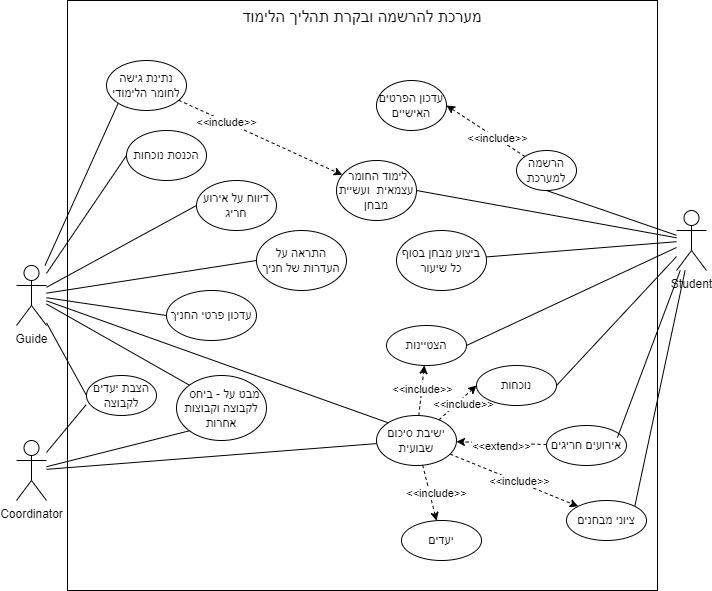 מערכת להרשמה ובקרת תהליך הלימוד
נתינת גישה
לחומר הלימודי
עדכון הפרטים
האישיים
<<include>>
<<include>>
הכנסת נוכחות
הרשמה
למערכת
לימוד החומר
עצמאית ועשיית
מבחן
דיווח על אירוע
חריג
התראה על
העדרות של חניך
ביצוע מבחן בסוף
כל שיעור
Student
Guide
עדכון פרטי החניך
הצטיינות
הצבת יעדים
לקבוצה
מבט על - ביחס
לקבוצה וקבוצות
אחרות
<<include>>
<<include>>
נוכחות
ישיבת סיכום
שבועית
<<extend>>
אירועים חריגים
<<include>>
<<include>>
Coordinator
ציוני מבחנים
יעדים